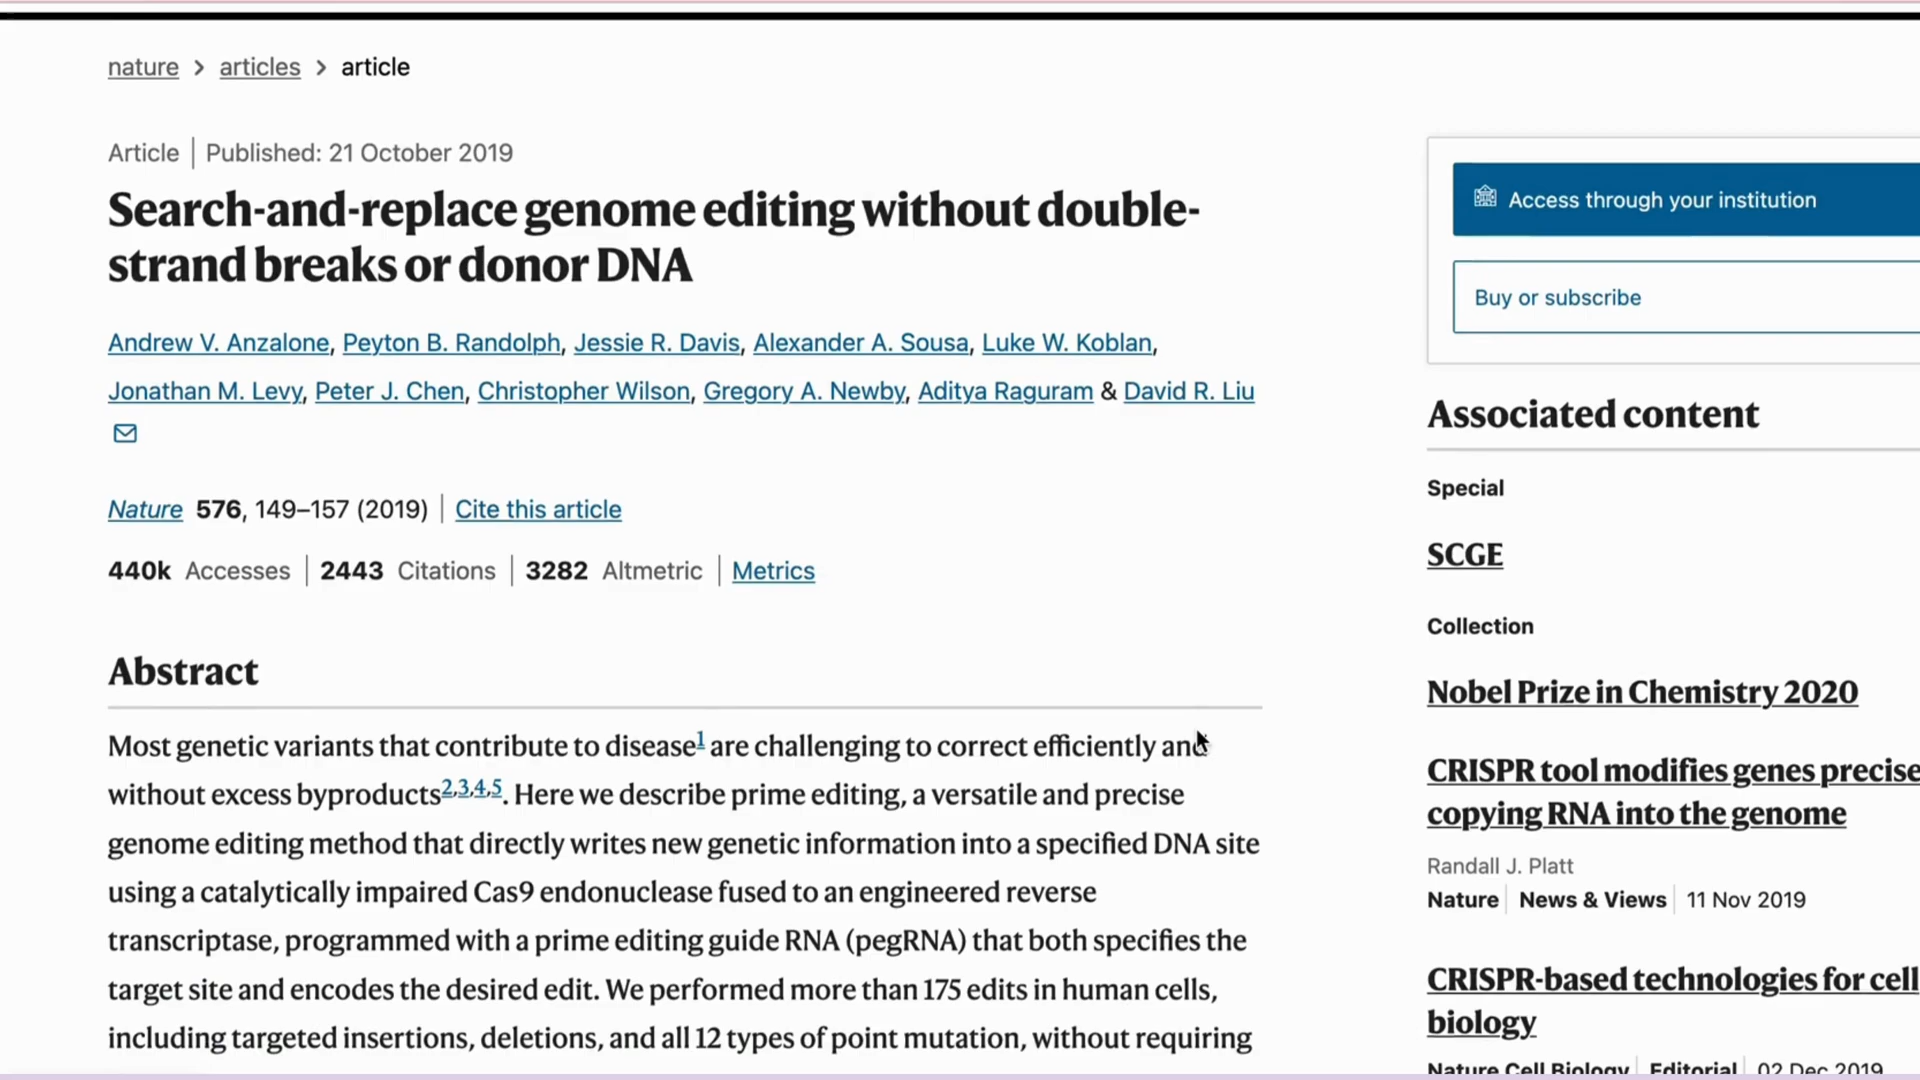 nature > articles > article
Article | Published: 21 October 2019
Search-and-replace genome editing without double-
strand breaks or donor DNA
Andrew V. Anzalone, Peyton B. Randolph, Jessie R. Davis, Alexander A. Sousa, Luke W. Koblan,
Jonathan M. Levy, Peter J. Chen, Christopher Wilson, Gregory A. Newby, Aditya Raguram & David R. Liu
Nature 576, 149–157 (2019) | Cite this article
440k Accesses | 2443 Citations | 3282 Altmetric | Metrics
Abstract
Most genetic variants that contribute to disease1 are challenging to correct efficiently and
without excess byproducts2,3,4,5. Here we describe prime editing, a versatile and precise
genome editing method that directly writes new genetic information into a specified DNA site
using a catalytically impaired Cas9 endonuclease fused to an engineered reverse
transcriptase, programmed with a prime editing guide RNA (pegRNA) that both specifies the
target site and encodes the desired edit. We performed more than 175 edits in human cells,
including targeted insertions, deletions, and all 12 types of point mutation, without requiring
Access through your institution
Buy or subscribe
Associated content
Special
SCGE
Collection
Nobel Prize in Chemistry 2020
CRISPR tool modifies genes precise
copying RNA into the genome
Randall J. Platt
Nature | News & Views | 11 Nov 2019
CRISPR-based technologies for cell
biology
Nature Cell Biology | Editorial | 02 Dec 2019